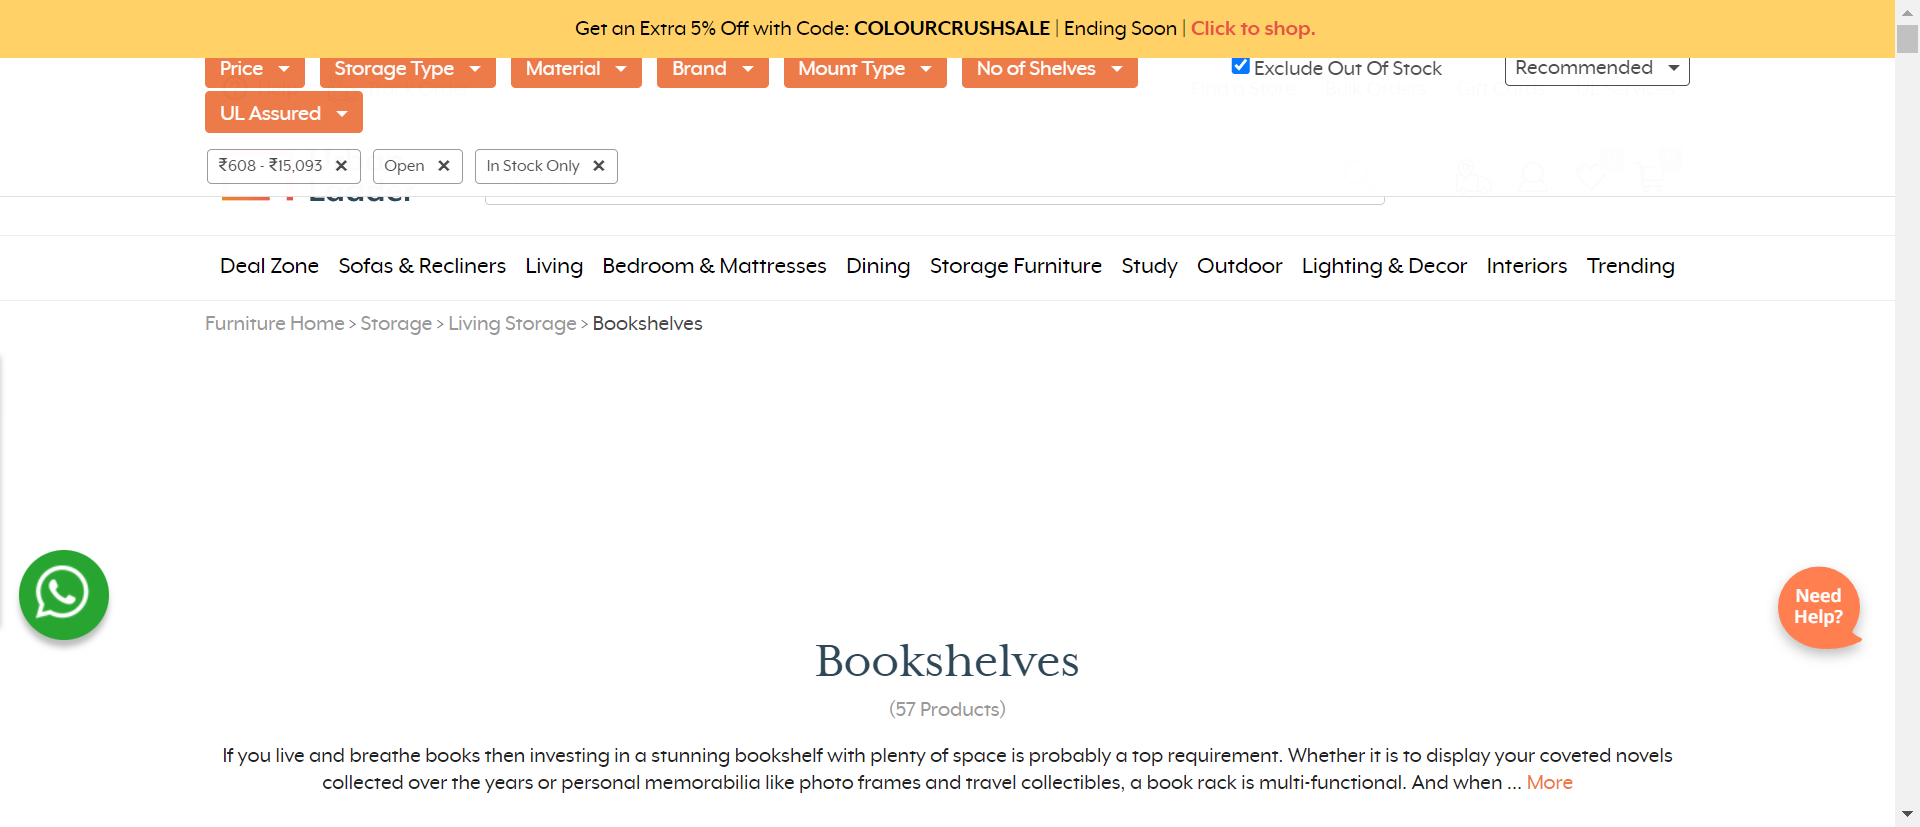 Get an Extra 5% Off with Code: COLOURCRUSHSALE | Ending Soon | Click to shop.
Price Storage Type Material Brand Mount Type No of Shelves Exclude Out Of Stock Recommended
UL Assured
₹608 - ₹15,093 Open In Stock Only
Ladder
Deal Zone Sofas & Recliners Living Bedroom & Mattresses Dining Storage Furniture Study Outdoor Lighting & Decor Interiors Trending
Furniture Home > Storage > Living Storage > Bookshelves
Need
Help?
Bookshelves
(57 Products)
If you live and breathe books then investing in a stunning bookshelf with plenty of space is probably a top requirement. Whether it is to display your coveted novels
collected over the years or personal memorabilia like photo frames and travel collectibles, a book rack is multi-functional. And when ... More